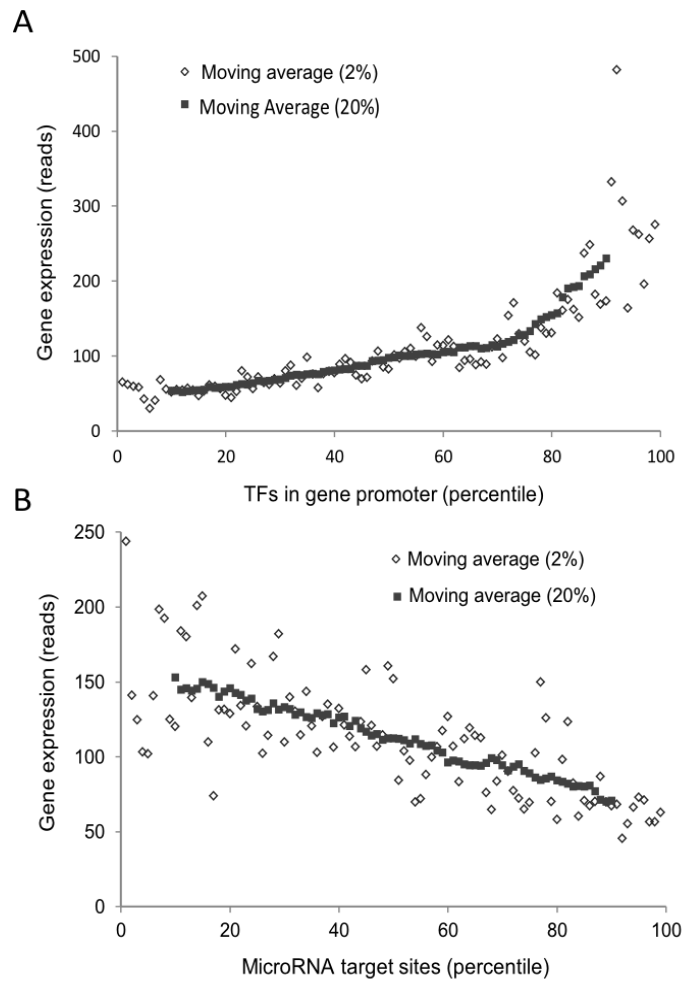 A
500
400
300
200
100
0
Gene expression (reads)
Moving average (2%)
Moving Average (20%)
0 20 40 60 80 100
TFs in gene promoter (percentile)
B
250
200
150
100
50
0
Gene expression (reads)
Moving average (2%)
Moving average (20%)
0 20 40 60 80 100
MicroRNA target sites (percentile)